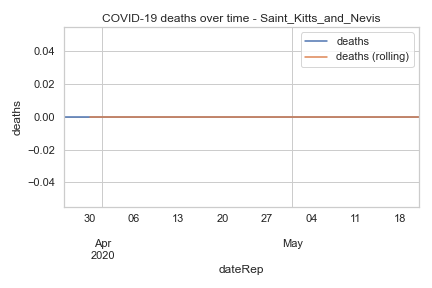 COVID-19 deaths over time - Saint_Kitts_and_Nevis
deaths
deaths (rolling)
deaths
0.04
0.02
0.00
−0.02
−0.04
30 06 13 20 27 04 11 18
Apr May
2020
dateRep